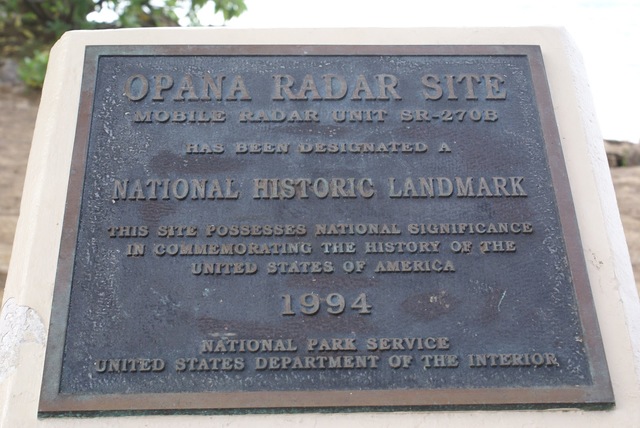 OPANA RADAR SITE
MOBILE RADAR UNIT SR-270B
HAS BEEN DESIGNATED A
NATIONAL HISTORIC LANDMARK
THIS SITE POSSESSES NATIONAL SIGNIFICANCE
IN COMMEMORATING THE HISTORY OF THE
UNITED STATES OF AMERICA
1994
NATIONAL PARK SERVICE
UNITED STATES DEPARTMENT OF THE INTERIOR